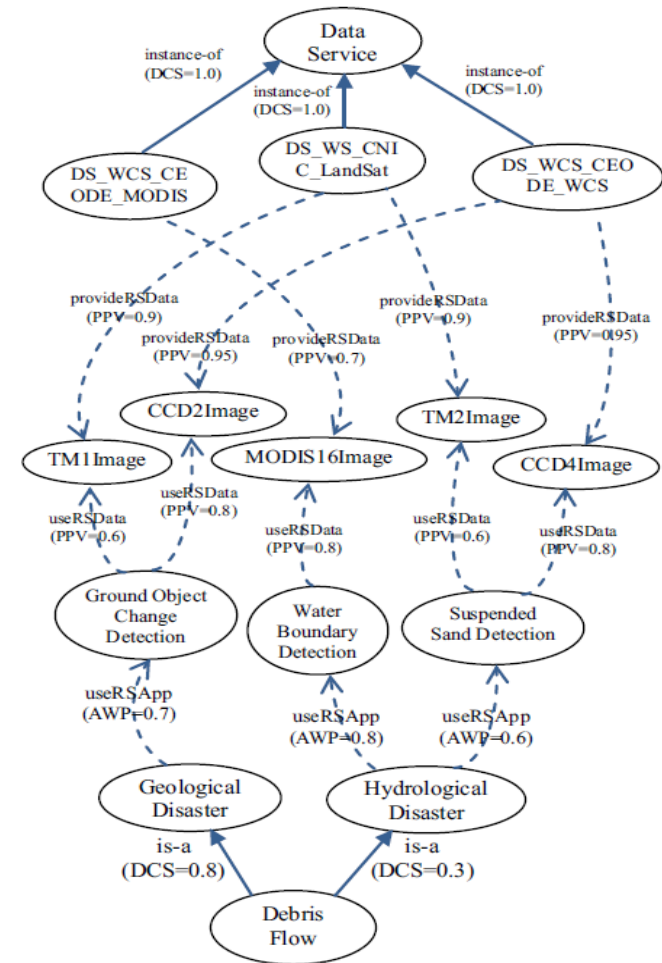 Data
Service
instance-of
(DCS=1.0)
instance-of
(DCS=1.0)
instance-of
(DCS=1.0)
DS_WCS_CE
ODE_MODIS
DS_WS_CNI
C_LandSat
DS_WCS_CEO
DE_WCS
provideRSData
(PPV=0.9)
provideRSData
(PPV=0.95)
provideRSData
(PPV=0.7)
provideRSData
(PPV=0.9)
provideRSData
(PPV=0.95)
CCD2Image
TM2Image
TM1Image
MODIS16Image
CCD4Image
useRSData
(PPV=0.6)
useRSData
(PPV=0.8)
useRSData
(PPV=0.8)
useRSData
(PPV=0.6)
useRSData
(PPV=0.8)
Ground Object
Change
Detection
Water
Boundary
Detection
Suspended
Sand Detection
useRSApp
(AWP=0.7)
useRSApp
(AWP=0.8)
useRSApp
(AWP=0.6)
Geological
Disaster
Hydrological
Disaster
is-a
(DCS=0.8)
is-a
(DCS=0.3)
Debris
Flow